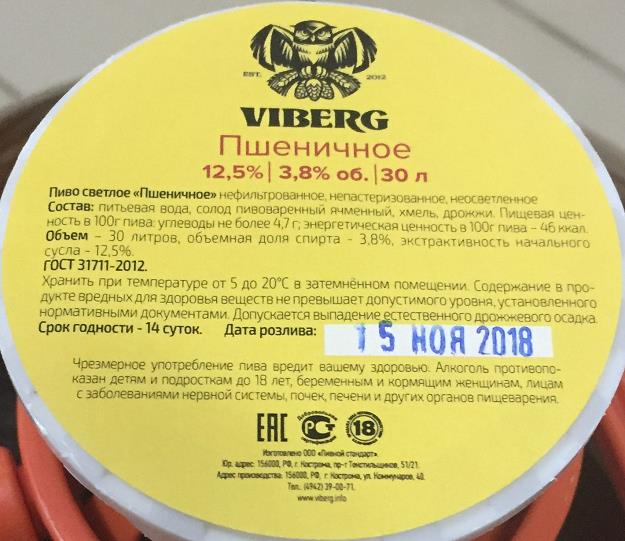 EST. 2012
VIBERG
Пшеничное
12,5% | 3,8% об. | 30 л
Пиво светлое «Пшеничное» нефильтрованное, непастеризованное, неосветленное
Состав: питьевая вода, солод пивоваренный ячменный, хмель, дрожжи. Пищевая цен-
ность в 100г пива: углеводы не более 4,7 г; энергетическая ценность в 100г пива – 46 ккал.
Объем – 30 литров, объемная доля спирта - 3,8%, экстрактивность начального
сусла - 12,5%.
ГОСТ 31711-2012.
Хранить при температуре от 5 до 20°С в затемнённом помещении. Содержание в про-
дукте вредных для здоровья веществ не превышает допустимого уровня, установленного
нормативными документами. Допускается выпадение естественного дрожжевого осадка.
Срок годности - 14 суток. Дата розлива: 15 НОЯ 2018
Чрезмерное употребление пива вредит вашему здоровью. Алкоголь противопо-
казан детям и подросткам до 18 лет, беременным и кормящим женщинам, лицам
с заболеваниями нервной системы, почек, печени и других органов пищеварения.
ЕАС Добровольная сертификация РСТ 18
Изготовлено ООО «Пивной стандарт».
Юр. адрес: 156000, РФ, г. Кострома, пр-т Текстильщиков, 51/21.
Адрес производства: 156000, РФ, г. Кострома, ул. Коммунаров, 40.
Тел. (4942) 39-00-71.
www.viberg.info